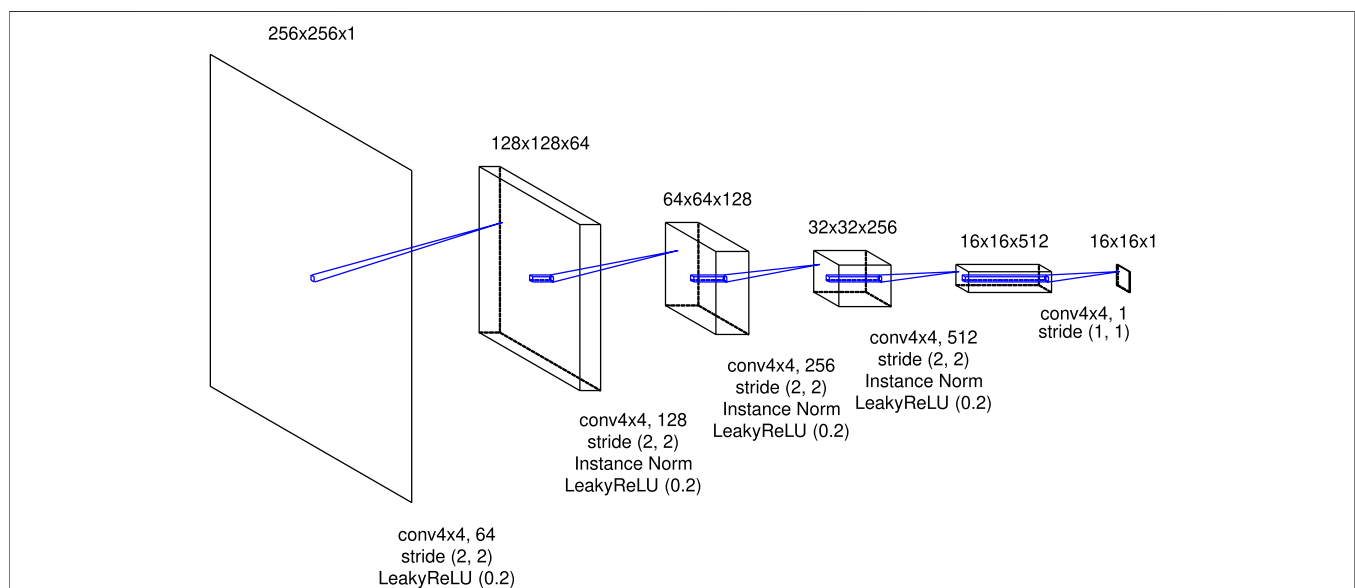 256x256x1
128x128x64
64x64x128
32x32x256
16x16x512
16x16x1
conv4x4, 64
stride (2, 2)
LeakyReLU (0.2)
conv4x4, 128
stride (2, 2)
Instance Norm
LeakyReLU (0.2)
conv4x4, 256
stride (2, 2)
Instance Norm
LeakyReLU (0.2)
conv4x4, 512
stride (2, 2)
Instance Norm
LeakyReLU (0.2)
conv4x4, 1
stride (1, 1)